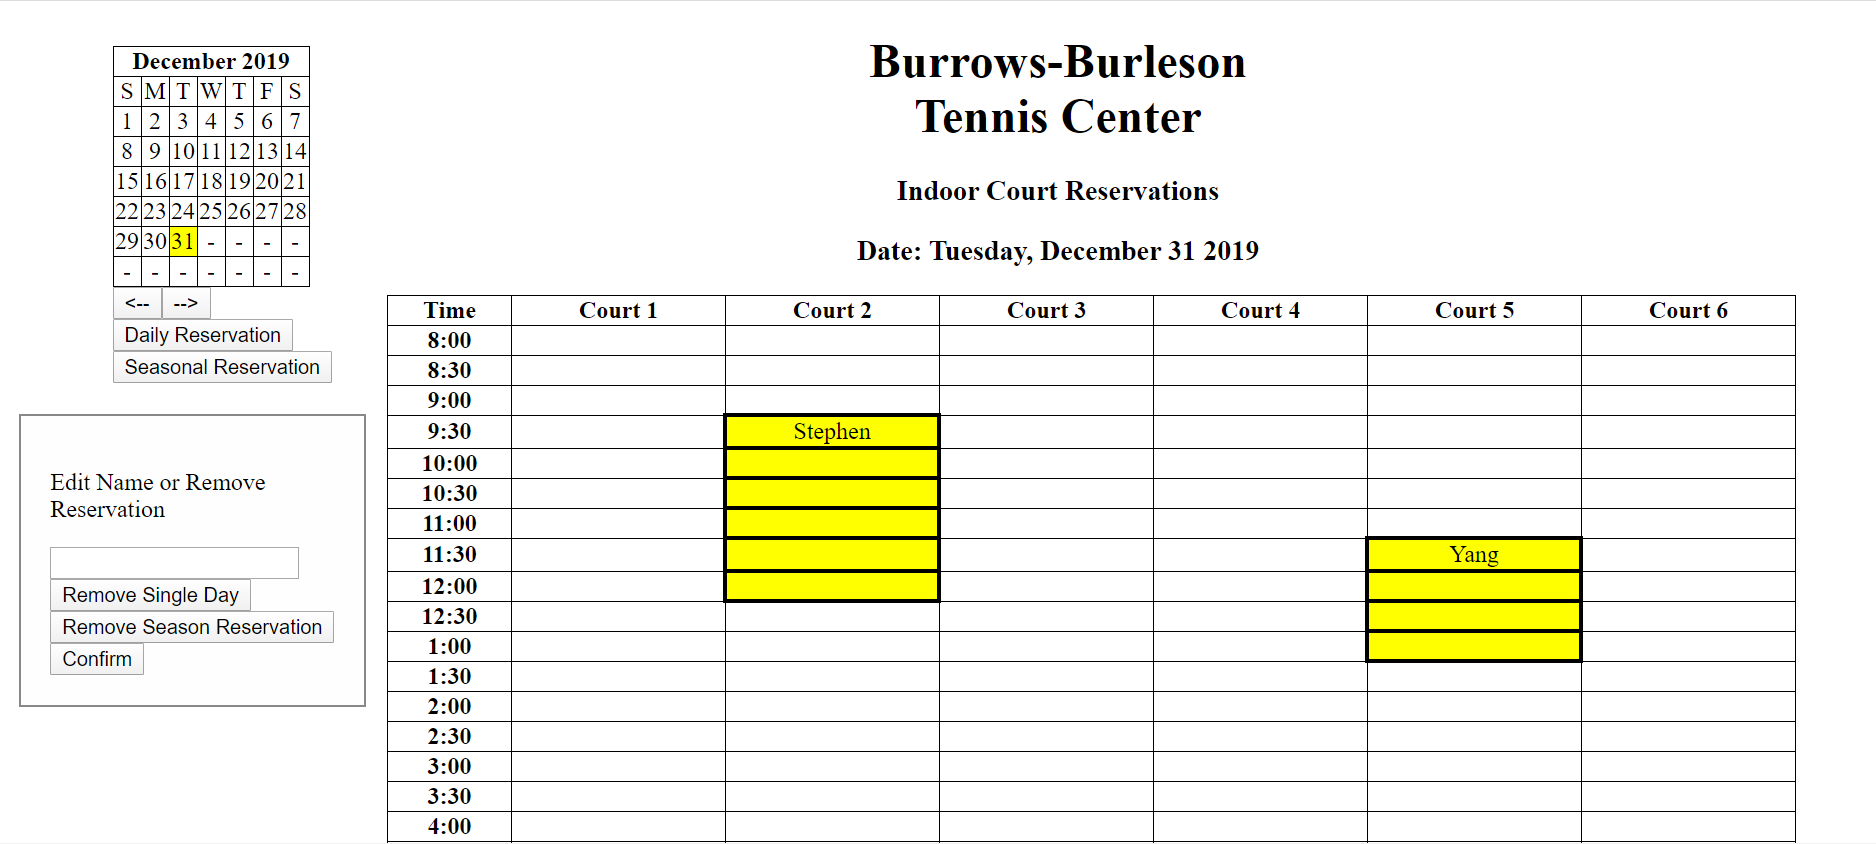 December 2019
S M T W T F S
1 2 3 4 5 6 7
8 9 10 11 12 13 14
15 16 17 18 19 20 21
22 23 24 25 26 27 28
29 30 31 - - - -
- - - - - - -
<-- -->
Daily Reservation
Seasonal Reservation
Edit Name or Remove
Reservation
Remove Single Day
Remove Season Reservation
Confirm
Burrows-Burleson
Tennis Center
Indoor Court Reservations
Date: Tuesday, December 31 2019
Time Court 1 Court 2 Court 3 Court 4 Court 5 Court 6
8:00
8:30
9:00
9:30 Stephen
10:00
10:30
11:00
11:30 Yang
12:00
12:30
1:00
1:30
2:00
2:30
3:00
3:30
4:00